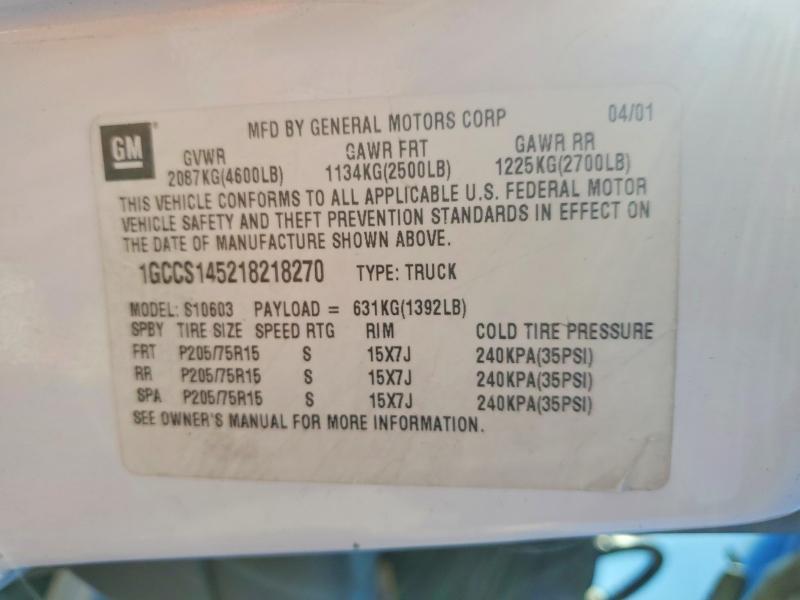 GM
MFD BY GENERAL MOTORS CORP 04/01
GVWR GAWR FRT GAWR RR
2087KG(4600LB) 1134KG(2500LB) 1225KG(2700LB)
THIS VEHICLE CONFORMS TO ALL APPLICABLE U.S. FEDERAL MOTOR
VEHICLE SAFETY AND THEFT PREVENTION STANDARDS IN EFFECT ON
THE DATE OF MANUFACTURE SHOWN ABOVE.
1GCCS145218218270 TYPE: TRUCK
MODEL: S10603 PAYLOAD = 631KG(1392LB)
SPBY TIRE SIZE SPEED RTG RIM COLD TIRE PRESSURE
FRT P205/75R15 S 15X7J 240KPA(35PSI)
RR P205/75R15 S 15X7J 240KPA(35PSI)
SPA P205/75R15 S 15X7J 240KPA(35PSI)
SEE OWNER'S MANUAL FOR MORE INFORMATION.